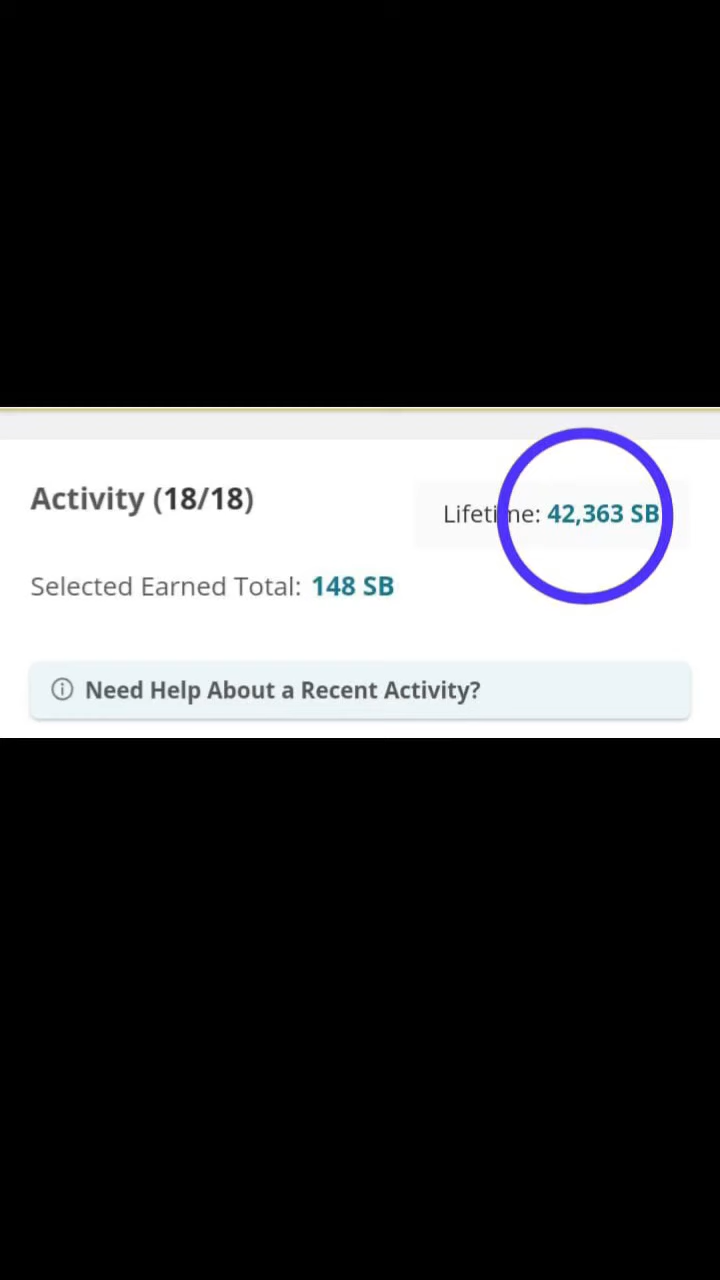 Activity (18/18)
Lifetime: 42,363 SB
Selected Earned Total: 148 SB
Need Help About a Recent Activity?